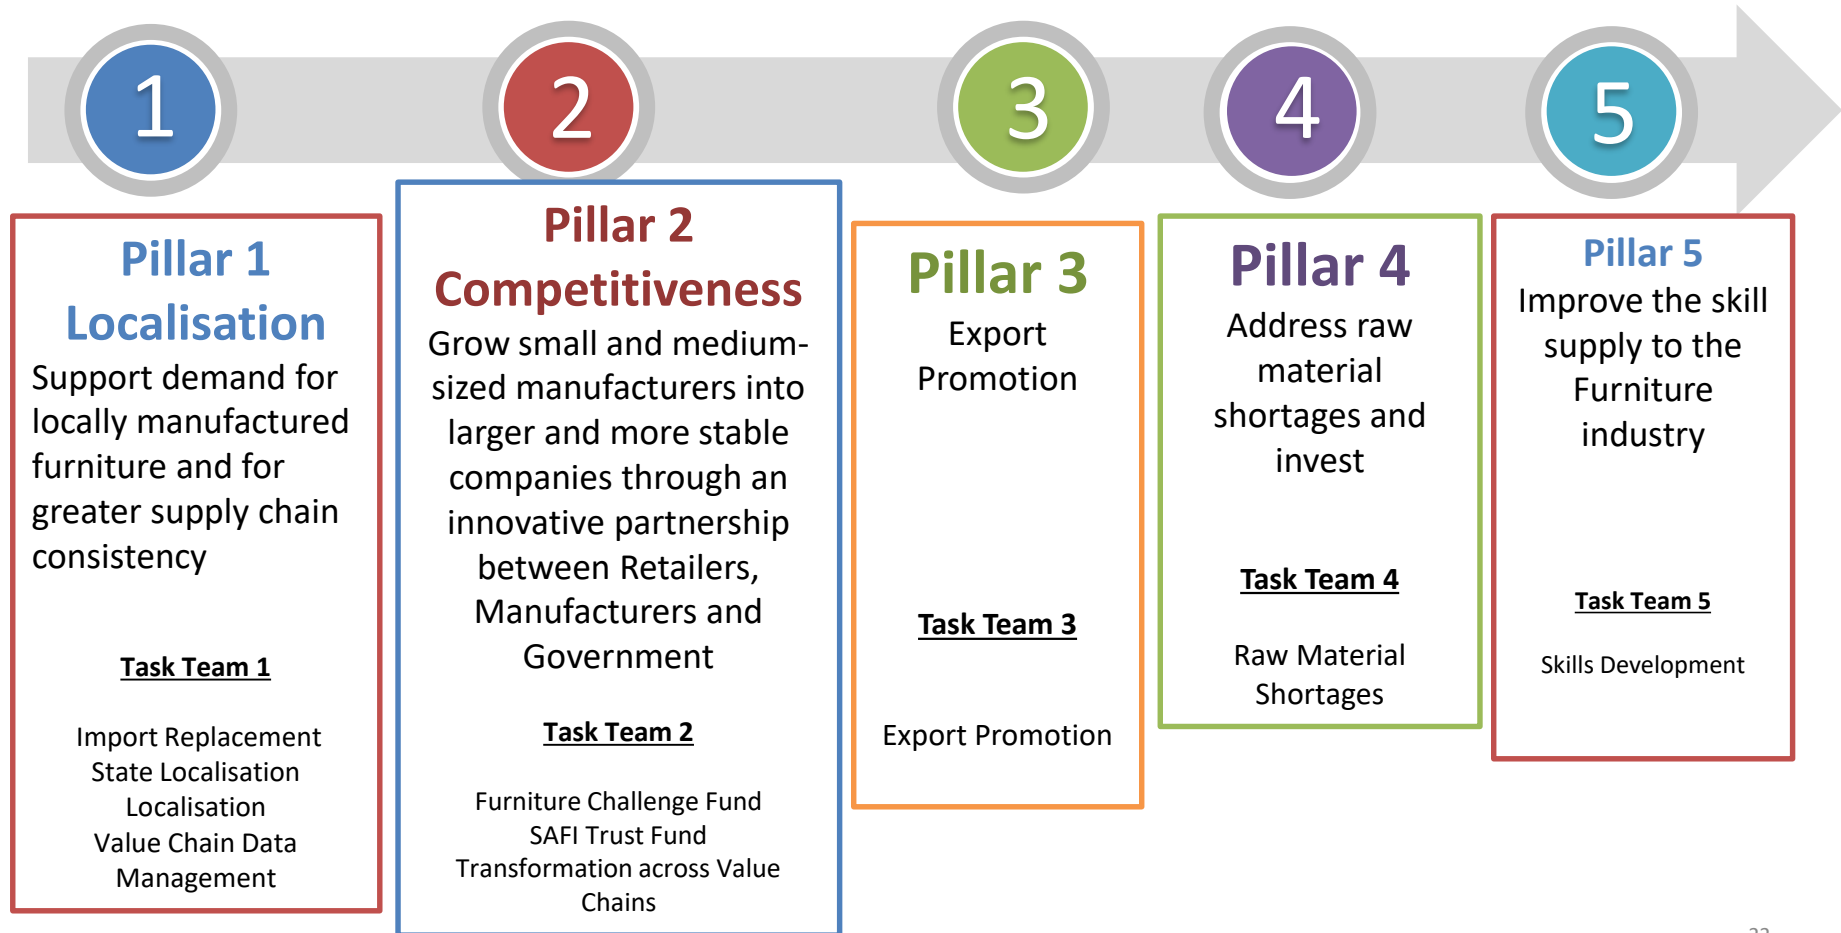 1
2
3
4
5
Pillar 1
Localisation
Support demand for
locally manufactured
furniture and for
greater supply chain
consistency
Task Team 1
Import Replacement
State Localisation
Localisation
Value Chain Data
Management
Pillar 2
Competitiveness
Grow small and medium-
sized manufacturers into
larger and more stable
companies through an
innovative partnership
between Retailers,
Manufacturers and
Government
Task Team 2
Furniture Challenge Fund
SAFI Trust Fund
Transformation across Value
Chains
Pillar 3
Export
Promotion
Task Team 3
Export Promotion
Pillar 4
Address raw
material
shortages and
invest
Task Team 4
Raw Material
Shortages
Pillar 5
Improve the skill
supply to the
Furniture
industry
Task Team 5
Skills Development